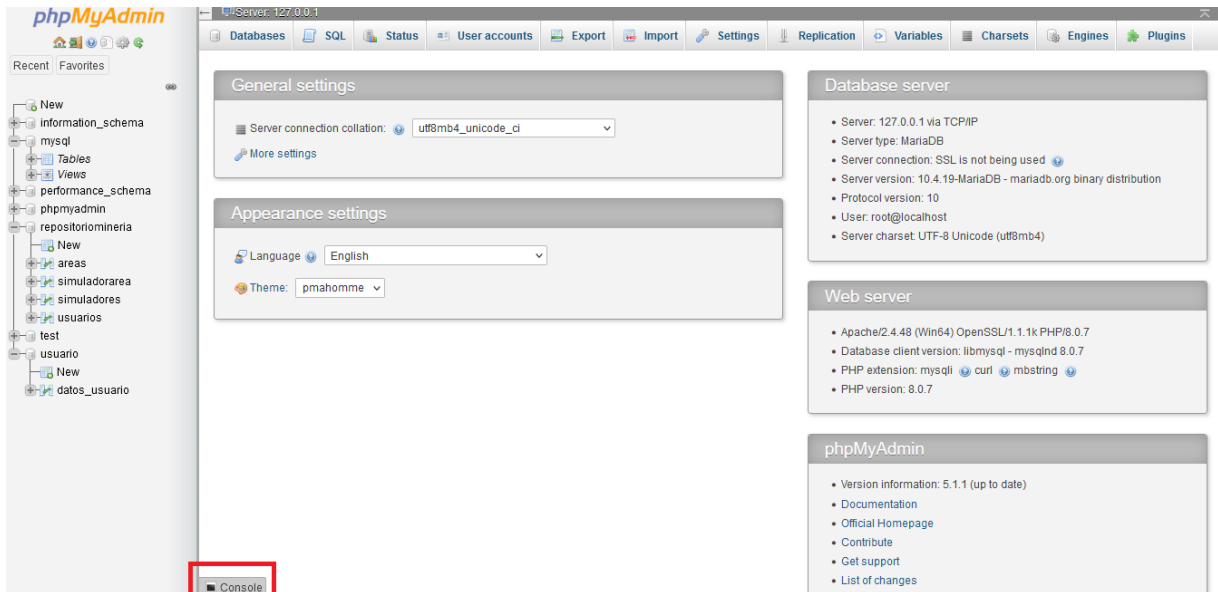 phpMyAdmin
Recent Favorites
New
information_schema
mysql
Tables
Views
performance_schema
phpmyadmin
repositoriomineria
New
areas
simuladorarea
simuladores
usuarios
test
usuario
New
datos_usuario
Server: 127.0.0.1
Databases SQL Status User accounts Export Import Settings Replication Variables Charsets Engines Plugins
General settings
Server connection collation: utf8mb4_unicode_ci
More settings
Appearance settings
Language English
Theme: pmahomme
Console
Database server
• Server: 127.0.0.1 via TCP/IP
• Server type: MariaDB
• Server connection: SSL is not being used
• Server version: 10.4.19-MariaDB - mariadb.org binary distribution
• Protocol version: 10
• User: root@localhost
• Server charset: UTF-8 Unicode (utf8mb4)
Web server
• Apache/2.4.48 (Win64) OpenSSL/1.1.1k PHP/8.0.7
• Database client version: libmysql - mysqlnd 8.0.7
• PHP extension: mysqli curl mbstring
• PHP version: 8.0.7
phpMyAdmin
• Version information: 5.1.1 (up to date)
• Documentation
• Official Homepage
• Contribute
• Get support
• List of changes